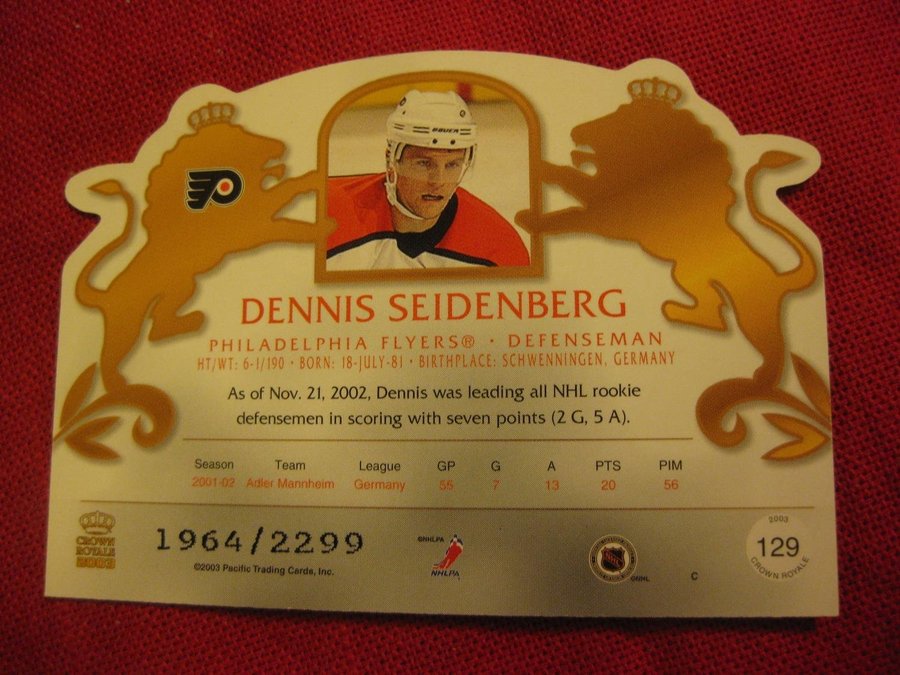 BAUER
DENNIS SEIDENBERG
PHILADELPHIA FLYERS® · DEFENSEMAN
HT/WT: 6-1/190 · BORN: 18-JULY-81 · BIRTHPLACE: SCHWENNINGEN, GERMANY
As of Nov. 21, 2002, Dennis was leading all NHL rookie
defensemen in scoring with seven points (2 G, 5 A).
Season Team League GP G A PTS PIM
2001-02 Adler Mannheim Germany 55 7 13 20 56
CROWN
ROYALE
2003
1964/2299
©2003 Pacific Trading Cards, Inc.
©NHLPA
NHLPA
NHL
©NHL
C
2003
129
CROWN ROYALE